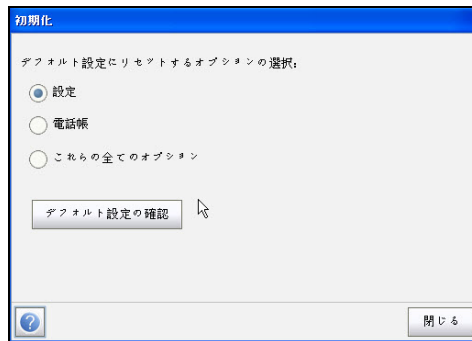 初期化
デフォルト設定にリセットするオプションの選択:
設定
電話帳
これらの全てのオプション
デフォルト設定の確認
?
閉じる